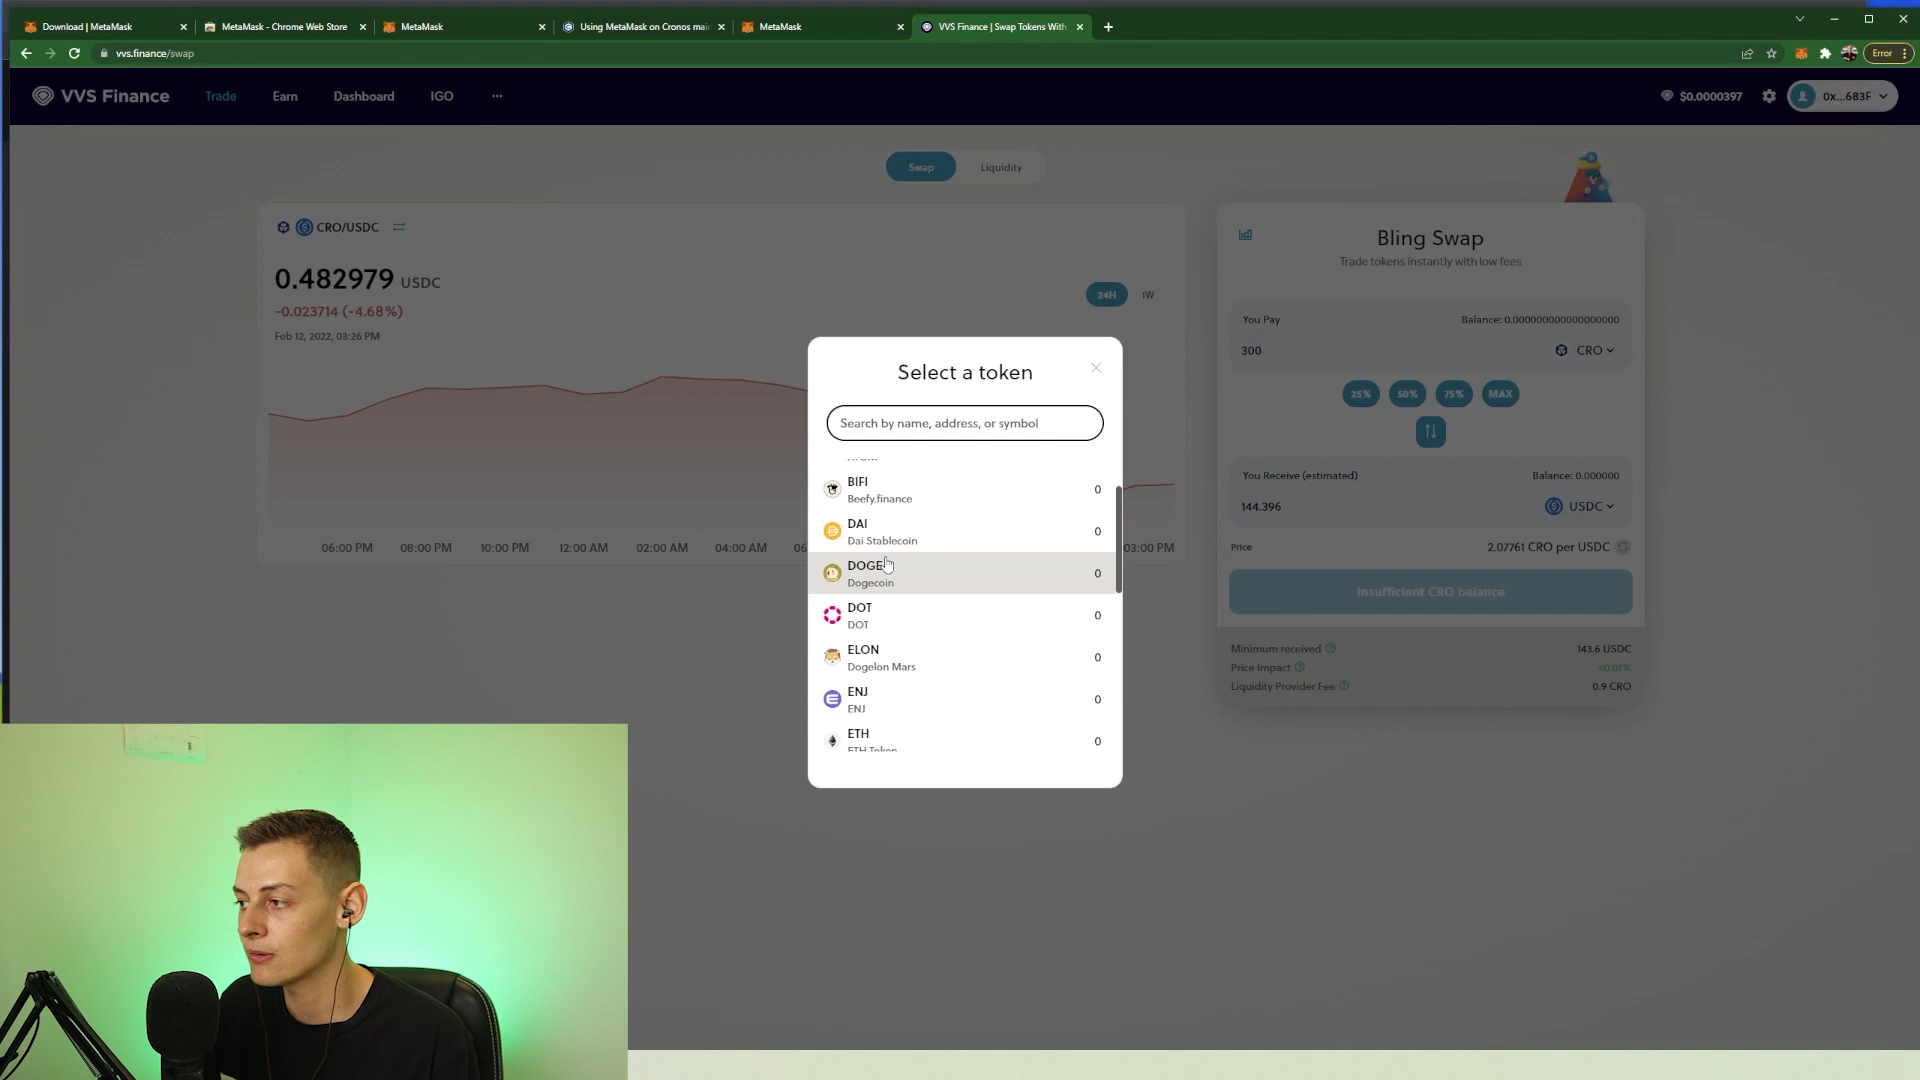 Download | MetaMask
MetaMask - Chrome Web Store
MetaMask
Using MetaMask on Cronos main
MetaMask
VVS Finance | Swap Tokens With
vvs.finance/swap
Error
VVS Finance
Trade
Earn
Dashboard
IGO
$0.0000397
0x...683F
Swap
Liquidity
CRO/USDC
0.482979 USDC
-0.023714 (-4.68%)
Feb 12, 2022, 03:26 PM
24H
1W
06:00 PM
08:00 PM
10:00 PM
12:00 AM
02:00 AM
04:00 AM
03:00 PM
Select a token
Search by name, address, or symbol
BIFI
Beefy.finance
0
DAI
Dai Stablecoin
0
DOGE
Dogecoin
0
DOT
DOT
0
ELON
Dogelon Mars
0
ENJ
ENJ
0
ETH
ETH Token
0
Bling Swap
Trade tokens instantly with low fees
You Pay
Balance: 0.000000000000000000
300
CRO
25%
50%
75%
MAX
You Receive (estimated)
Balance: 0.000000
144.396
USDC
Price
2.07761 CRO per USDC
Insufficient CRO balance
Minimum received
143.6 USDC
Price Impact
<0.01%
Liquidity Provider Fee
0.9 CRO